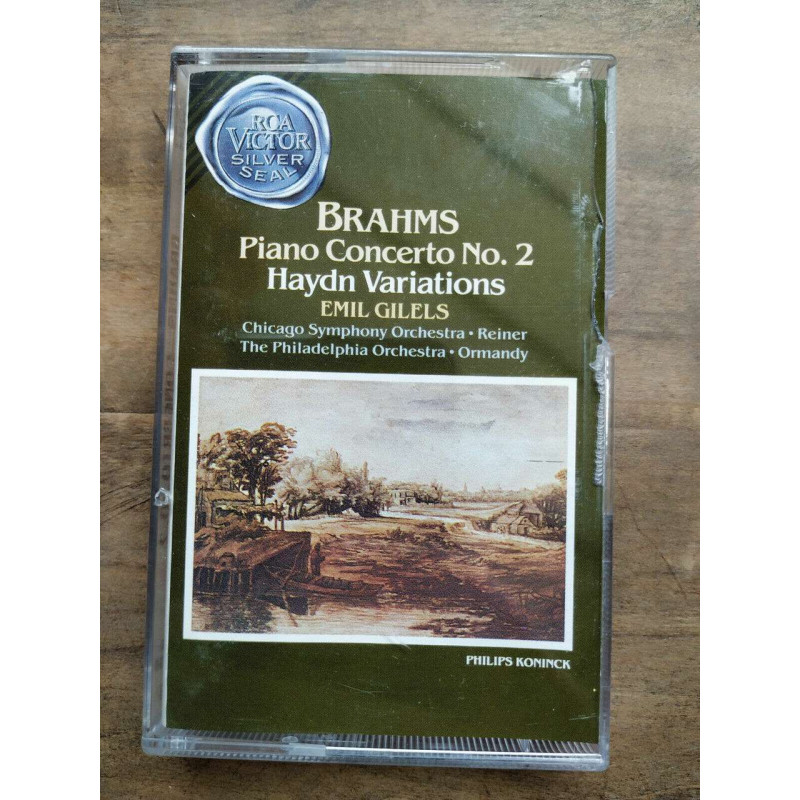 RCA
VICTOR
SILVER
SEAL
BRAHMS
Piano Concerto No. 2
Haydn Variations
EMIL GILELS
Chicago Symphony Orchestra • Reiner
The Philadelphia Orchestra • Ormandy
PHILIPS KONINCK